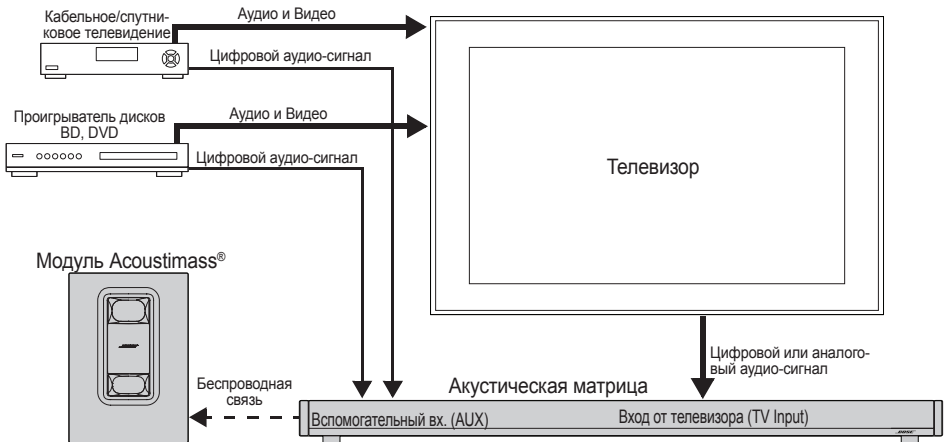 Кабельное/спутни-
ковое телевидение
Аудио и Видео
Цифровой аудио-сигнал
Проигрыватель дисков
BD, DVD
Аудио и Видео
Цифровой аудио-сигнал
Телевизор
Модуль Acoustimass®
Беспроводная
связь
Цифровой или аналого-
вый аудио-сигнал
Акустическая матрица
Вспомогательный вх. (AUX)
Вход от телевизора (TV Input)
BOSE